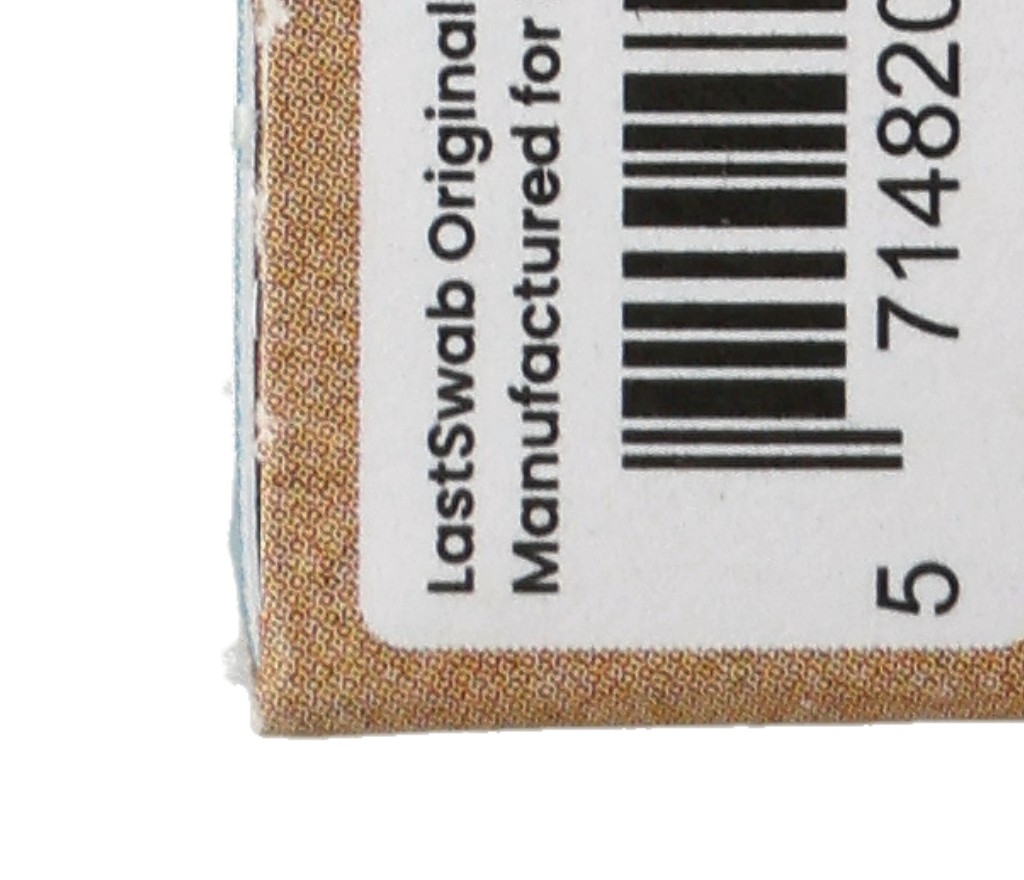 LastSwab Original
Manufactured for
5 714820